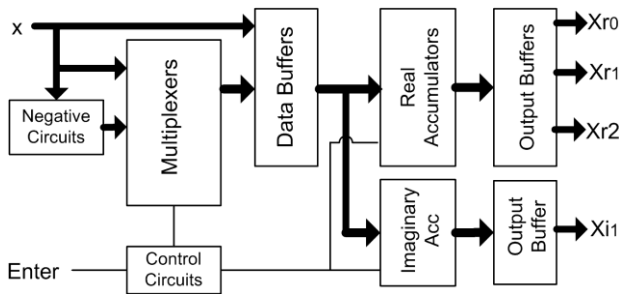 x
Negative
Circuits
Multiplexers
Data Buffers
Real
Accumulators
Output Buffers
Xr0
Xr1
Xr2
Imaginary
Acc
Output
Buffer
Xi1
Enter
Control
Circuits